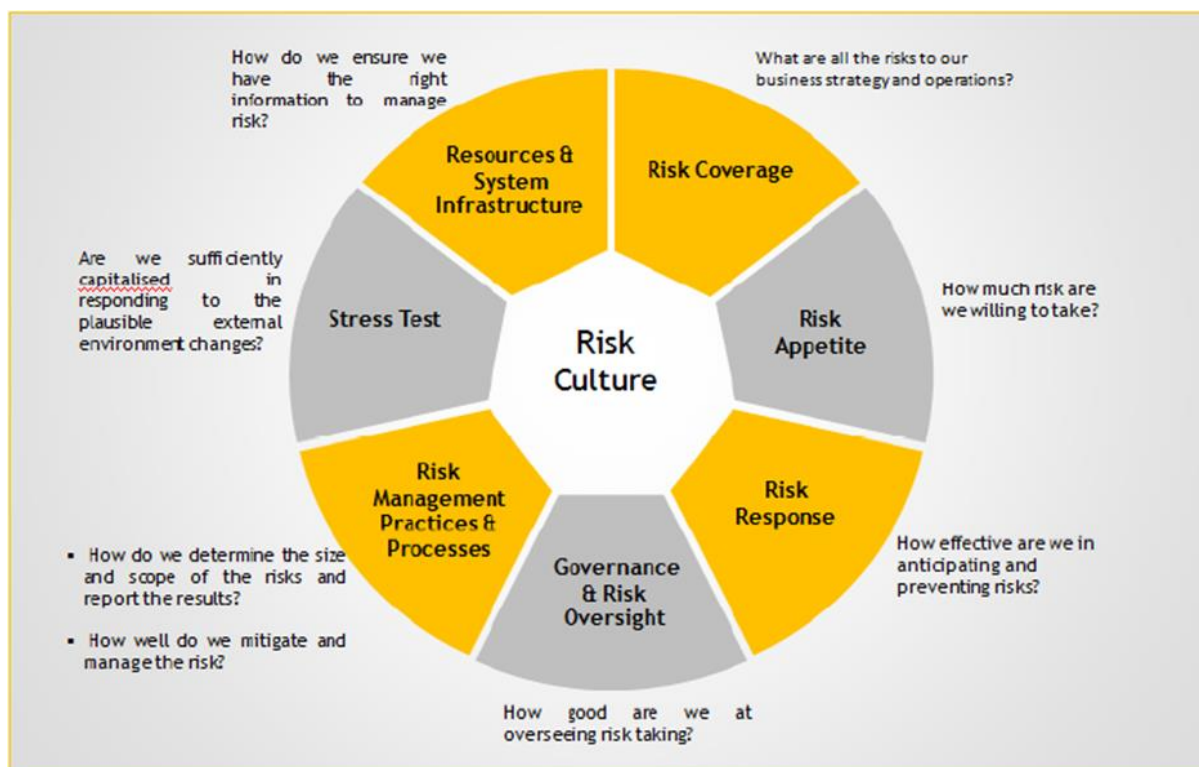 How do we ensure we
have the right
information to manage
risk?
What are all the risks to our
business strategy and operations?
Resources &
System
Infrastructure
Risk Coverage
Are we sufficiently
capitalised in
responding to the
plausible external
environment changes?
Stress Test
Risk
Culture
Risk
Appetite
How much risk are
we willing to take?
Risk
Management
Practices &
Processes
Risk
Response
▪ How do we determine the size
and scope of the risks and
report the results?
▪ How well do we mitigate and
manage the risk?
Governance
& Risk
Oversight
How effective are we in
anticipating and
preventing risks?
How good are we at
overseeing risk taking?